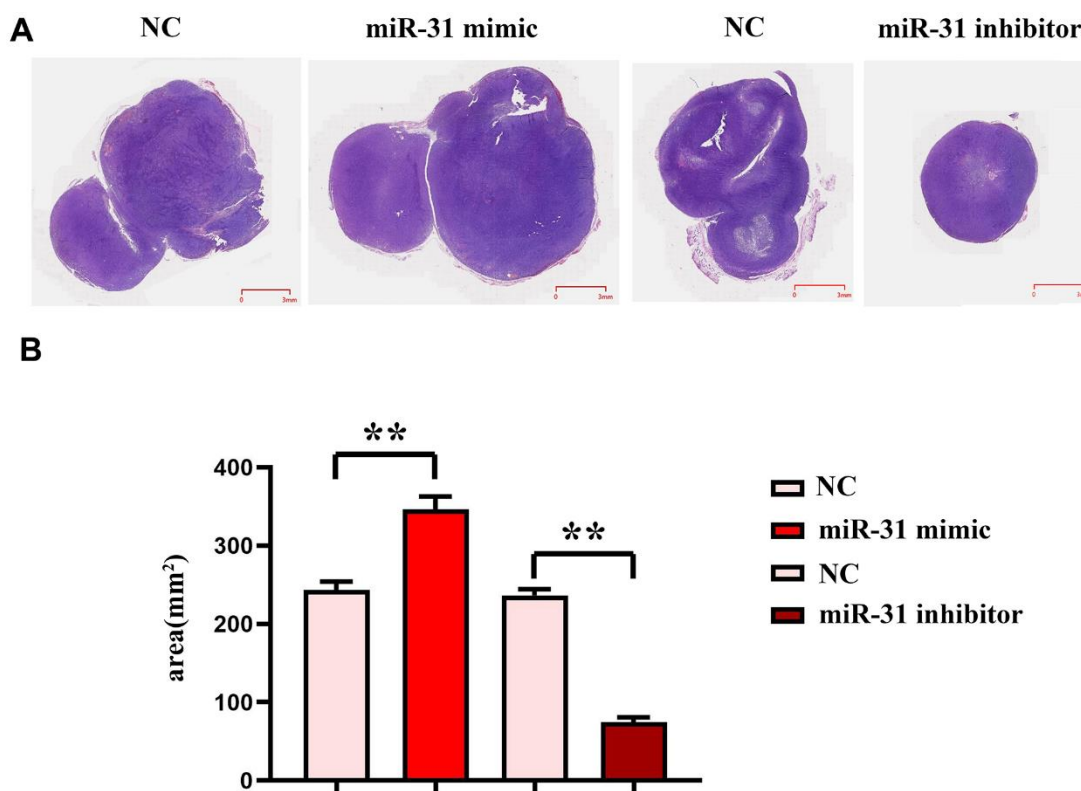 A
NC
miR-31 mimic
NC
miR-31 inhibitor
0 3mm
0 3mm
0 3mm
0
B
** 
**
area(mm²)
400
300
200
100
0
NC
miR-31 mimic
NC
miR-31 inhibitor